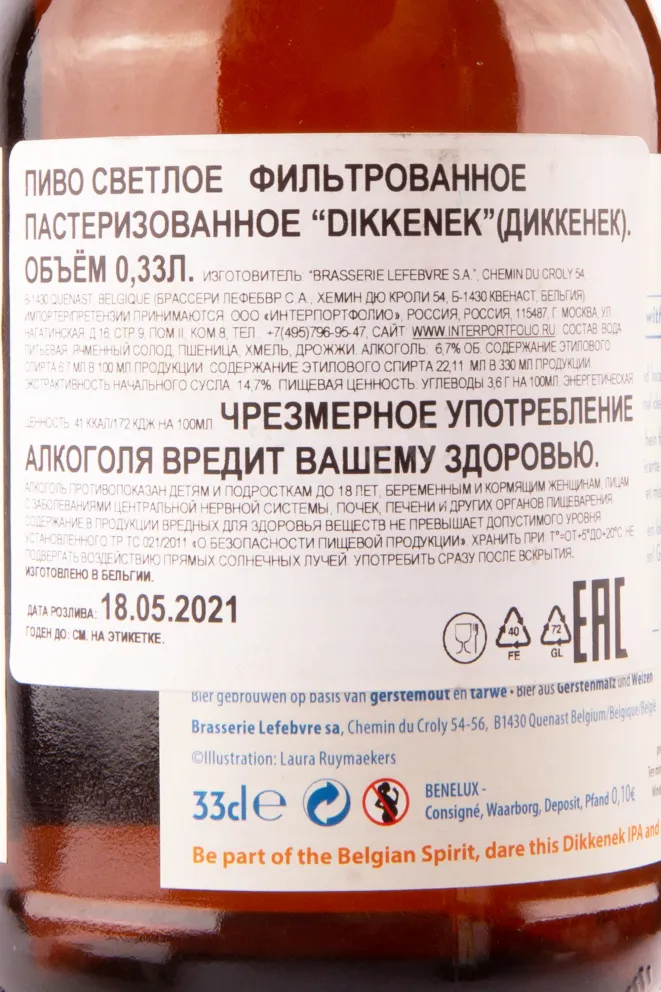 ПИВО СВЕТЛОЕ ФИЛЬТРОВАННОЕ
ПАСТЕРИЗОВАННОЕ “DIKKENEK”(ДИККЕНЕК).
ОБЪЁМ 0,33Л. ИЗГОТОВИТЕЛЬ: "BRASSERIE LEFEBVRE S.A.", CHEMIN DU CROLY 54,
B-1430 QUENAST, BELGIQUE (БРАССЕРИ ЛЕФЕБВР С.А., ХЕМИН ДЮ КРОЛИ 54, Б-1430 КВЕНАСТ, БЕЛЬГИЯ)
ИМПОРТЕР/ПРЕТЕНЗИИ ПРИНИМАЮТСЯ: ООО «ИНТЕРПОРТФОЛИО», РОССИЯ, РОССИЯ, 115487, Г. МОСКВА, УЛ.
НАГАТИНСКАЯ, Д.16, СТР.9, ПОМ.II, КОМ.8, ТЕЛ.: +7(495)796-95-47, САЙТ: WWW.INTERPORTFOLIO.RU. СОСТАВ: ВОДА
ПИТЬЕВАЯ, ЯЧМЕННЫЙ СОЛОД, ПШЕНИЦА, ХМЕЛЬ, ДРОЖЖИ. АЛКОГОЛЬ: 6,7% ОБ. СОДЕРЖАНИЕ ЭТИЛОВОГО
СПИРТА 6.7 МЛ В 100 МЛ ПРОДУКЦИИ. СОДЕРЖАНИЕ ЭТИЛОВОГО СПИРТА 22,11 МЛ В 330 МЛ ПРОДУКЦИИ.
ЭКСТРАКТИВНОСТЬ НАЧАЛЬНОГО СУСЛА: 14,7%. ПИЩЕВАЯ ЦЕННОСТЬ: УГЛЕВОДЫ 3,6 Г НА 100МЛ. ЭНЕРГЕТИЧЕСКАЯ
ЦЕННОСТЬ: 41 ККАЛ/172 КДЖ НА 100МЛ. ЧРЕЗМЕРНОЕ УПОТРЕБЛЕНИЕ
АЛКОГОЛЯ ВРЕДИТ ВАШЕМУ ЗДОРОВЬЮ.
АЛКОГОЛЬ ПРОТИВОПОКАЗАН ДЕТЯМ И ПОДРОСТКАМ ДО 18 ЛЕТ, БЕРЕМЕННЫМ И КОРМЯЩИМ ЖЕНЩИНАМ, ЛИЦАМ
С ЗАБОЛЕВАНИЯМИ ЦЕНТРАЛЬНОЙ НЕРВНОЙ СИСТЕМЫ, ПОЧЕК, ПЕЧЕНИ И ДРУГИХ ОРГАНОВ ПИЩЕВАРЕНИЯ.
СОДЕРЖАНИЕ В ПРОДУКЦИИ ВРЕДНЫХ ДЛЯ ЗДОРОВЬЯ ВЕЩЕСТВ НЕ ПРЕВЫШАЕТ ДОПУСТИМОГО УРОВНЯ
УСТАНОВЛЕННОГО ТР ТС 021/2011 «О БЕЗОПАСНОСТИ ПИЩЕВОЙ ПРОДУКЦИИ». ХРАНИТЬ ПРИ T°=ОТ+5°ДО+20°С. НЕ
ПОДВЕРГАТЬ ВОЗДЕЙСТВИЮ ПРЯМЫХ СОЛНЕЧНЫХ ЛУЧЕЙ. УПОТРЕБИТЬ СРАЗУ ПОСЛЕ ВСКРЫТИЯ.
ИЗГОТОВЛЕНО В БЕЛЬГИИ.
ДАТА РОЗЛИВА: 18.05.2021
ГОДЕН ДО: СМ. НА ЭТИКЕТКЕ.
40
FE
72
GL
EAC
Bier gebrouwen op basis van gerstemout en tarwe • Bier aus Gerstenmalz und Weizen
Brasserie Lefebvre sa, Chemin du Croly 54-56, B1430 Quenast Belgium/Belgique/België
©Illustration: Laura Ruymaekers
33cl e
BENELUX -
Consigné, Waarborg, Deposit, Pfand 0,10€
Be part of the Belgian Spirit, dare this Dikkenek IPA and